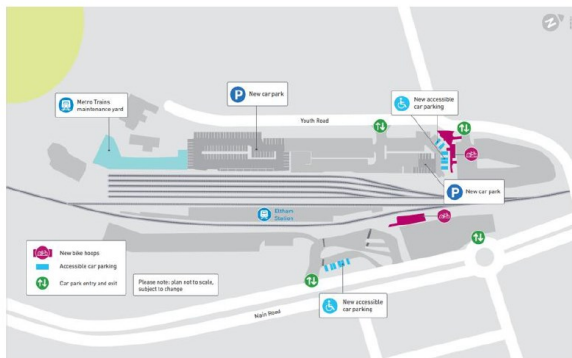 N
Metro Trains
maintenance yard
P
New car park
New accessible
car parking
Youth Road
P
New car park
Eltham
Station
New bike hoops
Accessible car parking
Car park entry and exit
Please note: plan not to scale,
subject to change
New accessible
car parking
Main Road